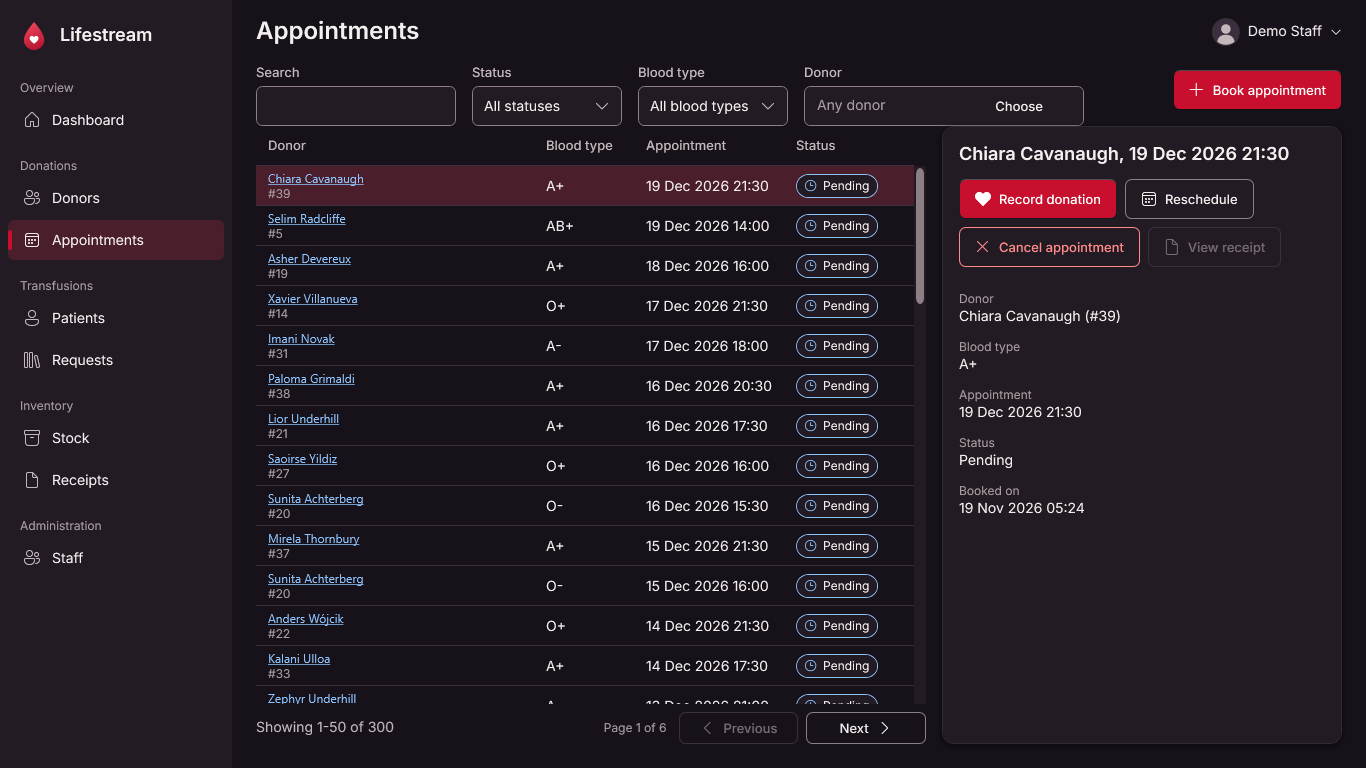 Lifestream
Overview
Dashboard
Donations
Donors
Appointments
Transfusions
Patients
Requests
Inventory
Stock
Receipts
Administration
Staff
Appointments
Demo Staff
Search
Status
All statuses
Blood type
All blood types
Donor
Any donor
Choose
Book appointment
Donor Blood type Appointment Status
Chiara Cavanaugh
#39
A+ 19 Dec 2026 21:30 Pending
Selim Radcliffe
#5
AB+ 19 Dec 2026 14:00 Pending
Asher Devereux
#19
A+ 18 Dec 2026 16:00 Pending
Xavier Villanueva
#14
O+ 17 Dec 2026 21:30 Pending
Imani Novak
#31
A- 17 Dec 2026 18:00 Pending
Paloma Grimaldi
#38
A+ 16 Dec 2026 20:30 Pending
Lior Underhill
#21
A+ 16 Dec 2026 17:30 Pending
Saoirse Yildiz
#27
O+ 16 Dec 2026 16:00 Pending
Sunita Achterberg
#20
O- 16 Dec 2026 15:30 Pending
Mirela Thornbury
#37
A+ 15 Dec 2026 21:30 Pending
Sunita Achterberg
#20
O- 15 Dec 2026 16:00 Pending
Anders Wójcik
#22
O+ 14 Dec 2026 21:30 Pending
Kalani Ulloa
#33
A+ 14 Dec 2026 17:30 Pending
Zephyr Underhill
Showing 1-50 of 300
Page 1 of 6
Previous
Next
Chiara Cavanaugh, 19 Dec 2026 21:30
Record donation
Reschedule
Cancel appointment
View receipt
Donor
Chiara Cavanaugh (#39)
Blood type
A+
Appointment
19 Dec 2026 21:30
Status
Pending
Booked on
19 Nov 2026 05:24